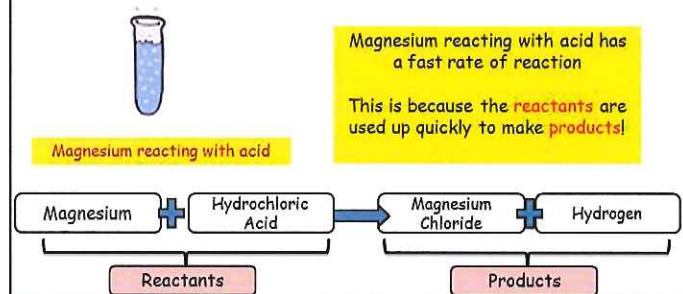 Magnesium reacting with acid has
a fast rate of reaction
This is because the reactants are
used up quickly to make products!
Magnesium reacting with acid
Magnesium + Hydrochloric Acid → Magnesium Chloride + Hydrogen
Reactants
Products